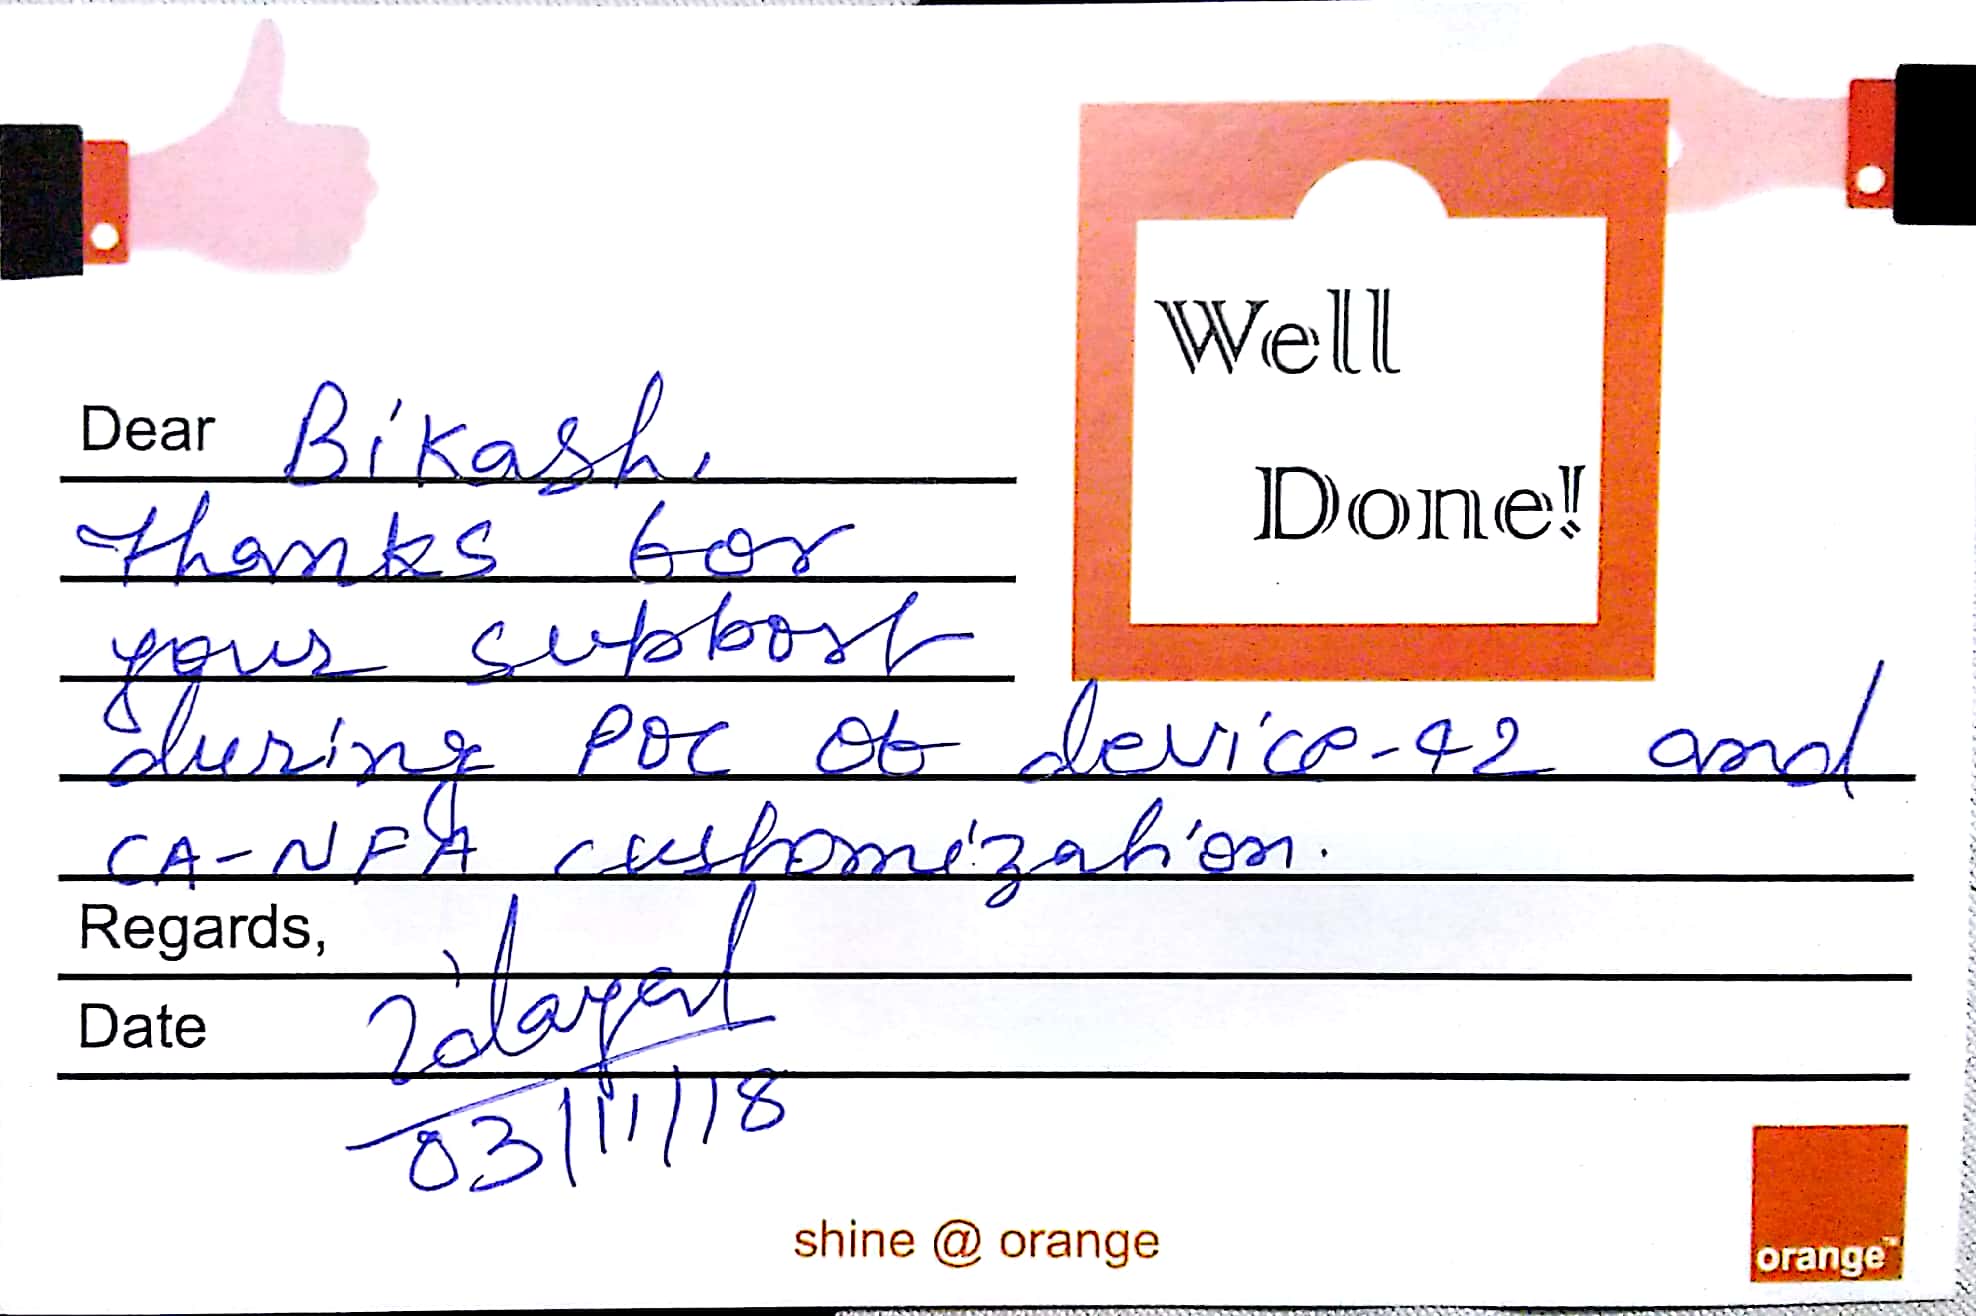 Well
Done!
Dear Bikash,
thanks for
your support
during POC of device-42 and
CA-NFA customization.
Regards,
Date
03/11/18
shine @ orange
orange™